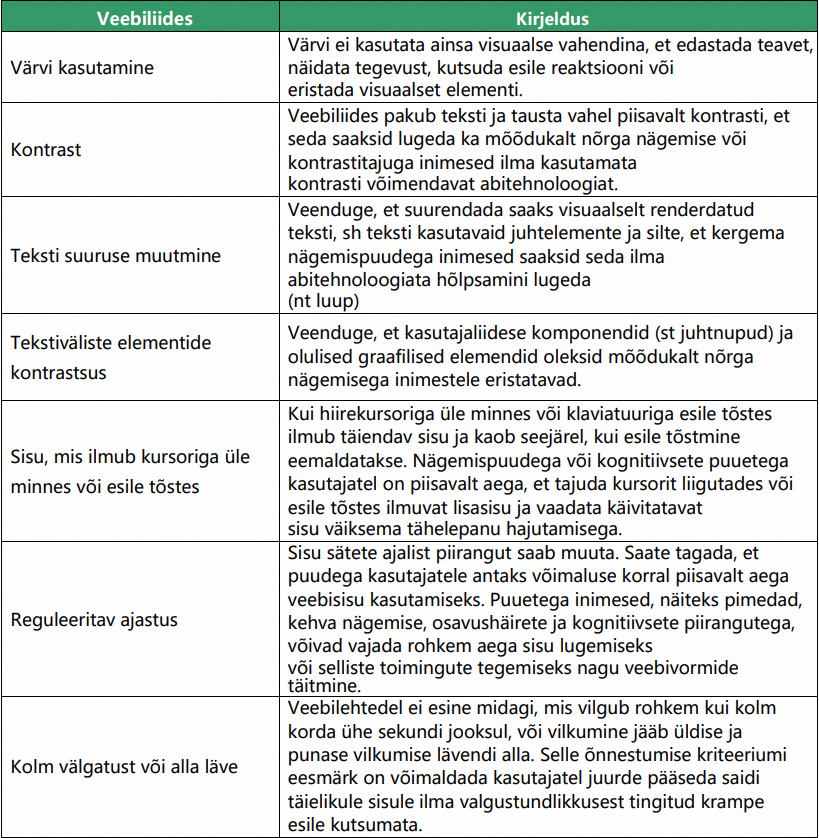 Veebiliides
Kirjeldus
Värvi kasutamine
Värvi ei kasutata ainsa visuaalse vahendina, et edastada teavet,
näidata tegevust, kutsuda esile reaktsiooni või
eristada visuaalset elementi.
Kontrast
Veebiliides pakub teksti ja tausta vahel piisavalt kontrasti, et
seda saaksid lugeda ka mõõdukalt nõrga nägemise või
kontrastitajuga inimesed ilma kasutamata
kontrasti võimendavat abitehnoloogiat.
Teksti suuruse muutmine
Veenduge, et suurendada saaks visuaalselt renderdatud
teksti, sh teksti kasutavaid juhtelemente ja silte, et kergema
nägemispuudega inimesed saaksid seda ilma
abitehnoloogiata hõlpsamini lugeda
(nt luup)
Tekstiväliste elementide
kontrastsus
Veenduge, et kasutajaliidese komponendid (st juhtnupud) ja
olulised graafilised elemendid oleksid mõõdukalt nõrga
nägemisega inimestele eristatavad.
Sisu, mis ilmub kursoriga üle
minnes või esile tõstes
Kui hiirekursoriga üle minnes või klaviatuuriga esile tõstes
ilmub täiendav sisu ja kaob seejärel, kui esile tõstmine
eemaldatakse. Nägemispuudega või kognitiivsete puuetega
kasutajatel on piisavalt aega, et tajuda kursorit liigutades või
esile tõstes ilmuvat lisasisu ja vaadata käivitatavat
sisu väiksema tähelepanu hajutamisega.
Reguleeritav ajastus
Sisu sätete ajalist piirangut saab muuta. Saate tagada, et
puudega kasutajatele antaks võimaluse korral piisavalt aega
veebisisu kasutamiseks. Puuetega inimesed, näiteks pimedad,
kehva nägemise, osavushäirete ja kognitiivsete piirangutega,
võivad vajada rohkem aega sisu lugemiseks
või selliste toimingute tegemiseks nagu veebivormide
täitmine.
Kolm välgatust või alla läve
Veebilehtedel ei esine midagi, mis vilgub rohkem kui kolm
korda ühe sekundi jooksul, või vilkumine jääb üldise ja
punase vilkumise lävendi alla. Selle õnnestumise kriteeriumi
eesmärk on võimaldada kasutajatel juurde pääseda saidi
täielikule sisule ilma valgustundlikkusest tingitud krampe
esile kutsumata.